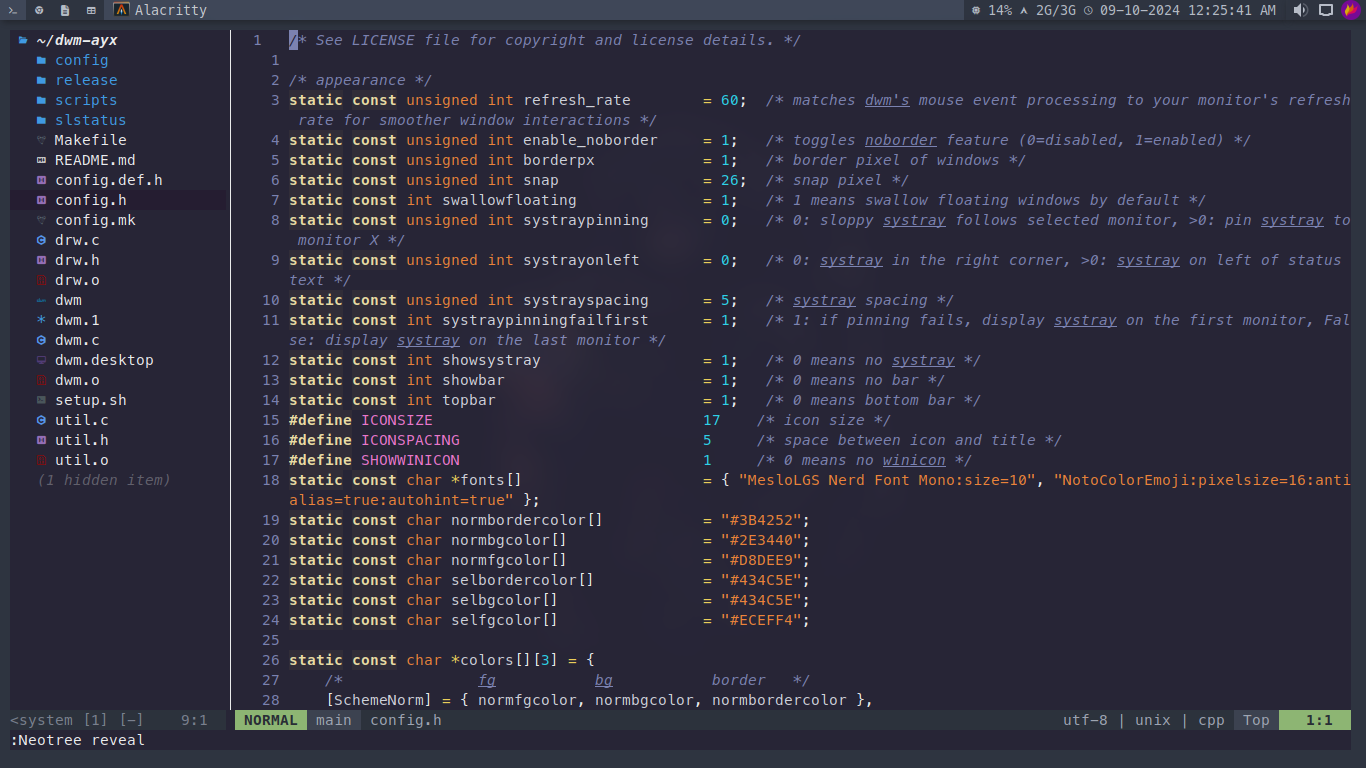 Alacritty 14% 2G/3G 09-10-2024 12:25:41 AM
~/dwm-ayx
config
release
scripts
slstatus
Makefile
README.md
config.def.h
config.h
config.mk
drw.c
drw.h
drw.o
dwm
dwm.1
dwm.c
dwm.desktop
dwm.o
setup.sh
util.c
util.h
util.o
(1 hidden item)
1 /* See LICENSE file for copyright and license details. */
1
2 /* appearance */
3 static const unsigned int refresh_rate        = 60;  /* matches dwm's mouse event processing to your monitor's refresh
 rate for smoother window interactions */
4 static const unsigned int enable_noborder     = 1;   /* toggles noborder feature (0=disabled, 1=enabled) */
5 static const unsigned int borderpx            = 1;   /* border pixel of windows */
6 static const unsigned int snap                = 26;  /* snap pixel */
7 static const int swallowfloating              = 1;   /* 1 means swallow floating windows by default */
8 static const unsigned int systraypinning      = 0;   /* 0: sloppy systray follows selected monitor, >0: pin systray to
 monitor X */
9 static const unsigned int systrayonleft       = 0;   /* 0: systray in the right corner, >0: systray on left of status
text */
10 static const unsigned int systrayspacing      = 5;   /* systray spacing */
11 static const int systraypinningfailfirst      = 1;   /* 1: if pinning fails, display systray on the first monitor, Fal
se: display systray on the last monitor */
12 static const int showsystray                  = 1;   /* 0 means no systray */
13 static const int showbar                      = 1;   /* 0 means no bar */
14 static const int topbar                       = 1;   /* 0 means bottom bar */
15 #define ICONSIZE                              17    /* icon size */
16 #define ICONSPACING                           5     /* space between icon and title */
17 #define SHOWWINICON                           1     /* 0 means no winicon */
18 static const char *fonts[]                    = { "MesloLGS Nerd Font Mono:size=10", "NotoColorEmoji:pixelsize=16:anti
alias=true:autohint=true" };
19 static const char normbordercolor[]           = "#3B4252";
20 static const char normbgcolor[]               = "#2E3440";
21 static const char normfgcolor[]               = "#D8DEE9";
22 static const char selbordercolor[]            = "#434C5E";
23 static const char selbgcolor[]                = "#434C5E";
24 static const char selfgcolor[]                = "#ECEFF4";
25
26 static const char *colors[][3] = {
27     /*               fg           bg           border   */
28     [SchemeNorm] = { normfgcolor, normbgcolor, normbordercolor },
<system [1] [-] 9:1 NORMAL main config.h utf-8 | unix | cpp Top 1:1
:Neotree reveal